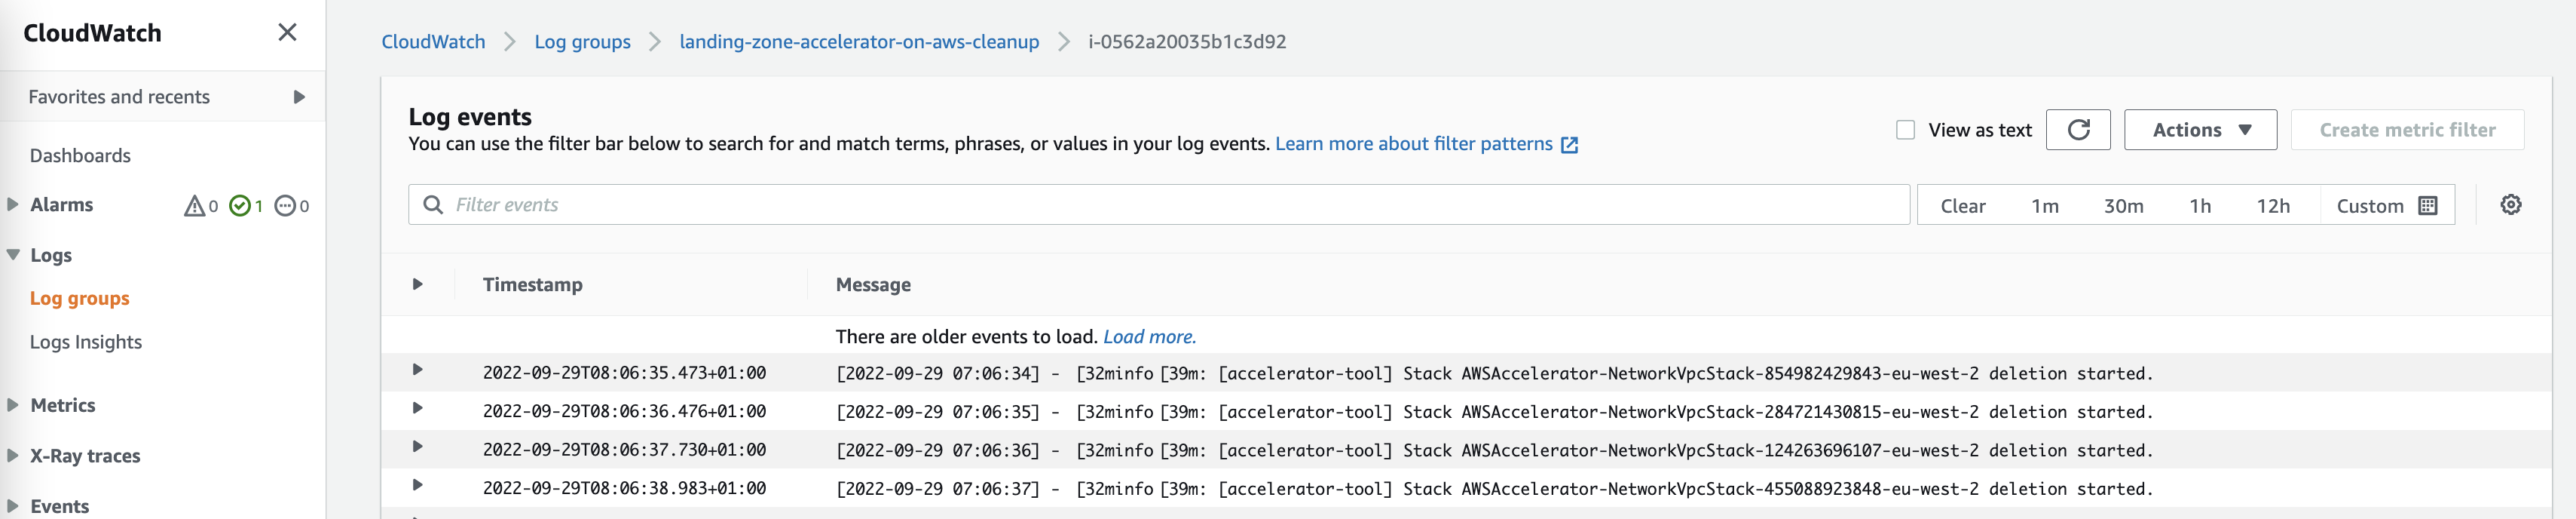 CloudWatch
Favorites and recents
Dashboards
Alarms 0 1 0
Logs
Log groups
Logs Insights
Metrics
X-Ray traces
Events
CloudWatch > Log groups > landing-zone-accelerator-on-aws-cleanup > i-0562a20035b1c3d92
Log events
You can use the filter bar below to search for and match terms, phrases, or values in your log events. Learn more about filter patterns
View as text Actions Create metric filter
Filter events Clear 1m 30m 1h 12h Custom
Timestamp Message
There are older events to load. Load more.
2022-09-29T08:06:35.473+01:00 [2022-09-29 07:06:34] - [32minfo[39m: [accelerator-tool] Stack AWSAccelerator-NetworkVpcStack-854982429843-eu-west-2 deletion started.
2022-09-29T08:06:36.476+01:00 [2022-09-29 07:06:35] - [32minfo[39m: [accelerator-tool] Stack AWSAccelerator-NetworkVpcStack-284721430815-eu-west-2 deletion started.
2022-09-29T08:06:37.730+01:00 [2022-09-29 07:06:36] - [32minfo[39m: [accelerator-tool] Stack AWSAccelerator-NetworkVpcStack-124263696107-eu-west-2 deletion started.
2022-09-29T08:06:38.983+01:00 [2022-09-29 07:06:37] - [32minfo[39m: [accelerator-tool] Stack AWSAccelerator-NetworkVpcStack-455088923848-eu-west-2 deletion started.